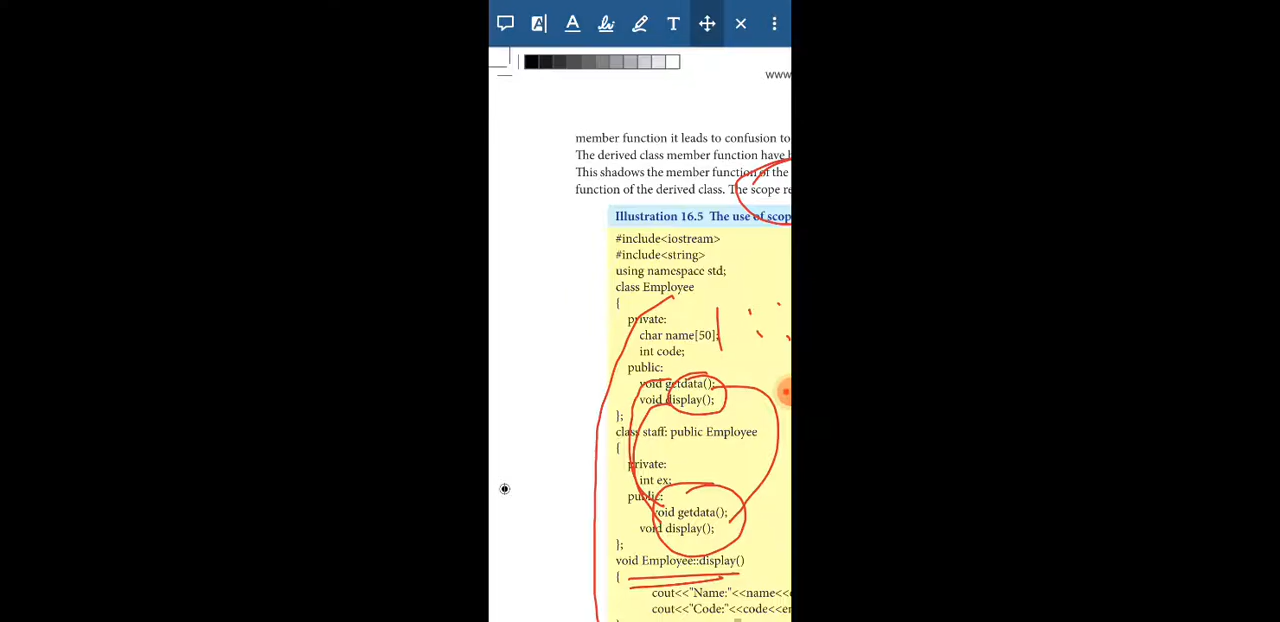 www
member function it leads to confusion to
The derived class member function have h
This shadows the member function of the
function of the derived class. The scope re
Illustration 16.5 The use of scop
#include<iostream>
#include<string>
using namespace std;
class Employee
{
private:
char name[50];
int code;
public:
void getdata();
void display();
};
class staff: public Employee
{
private:
int ex;
public:
void getdata();
void display();
};
void Employee::display()
{
cout<<"Name:"<<name<<e
cout<<"Code:"<<code<<en